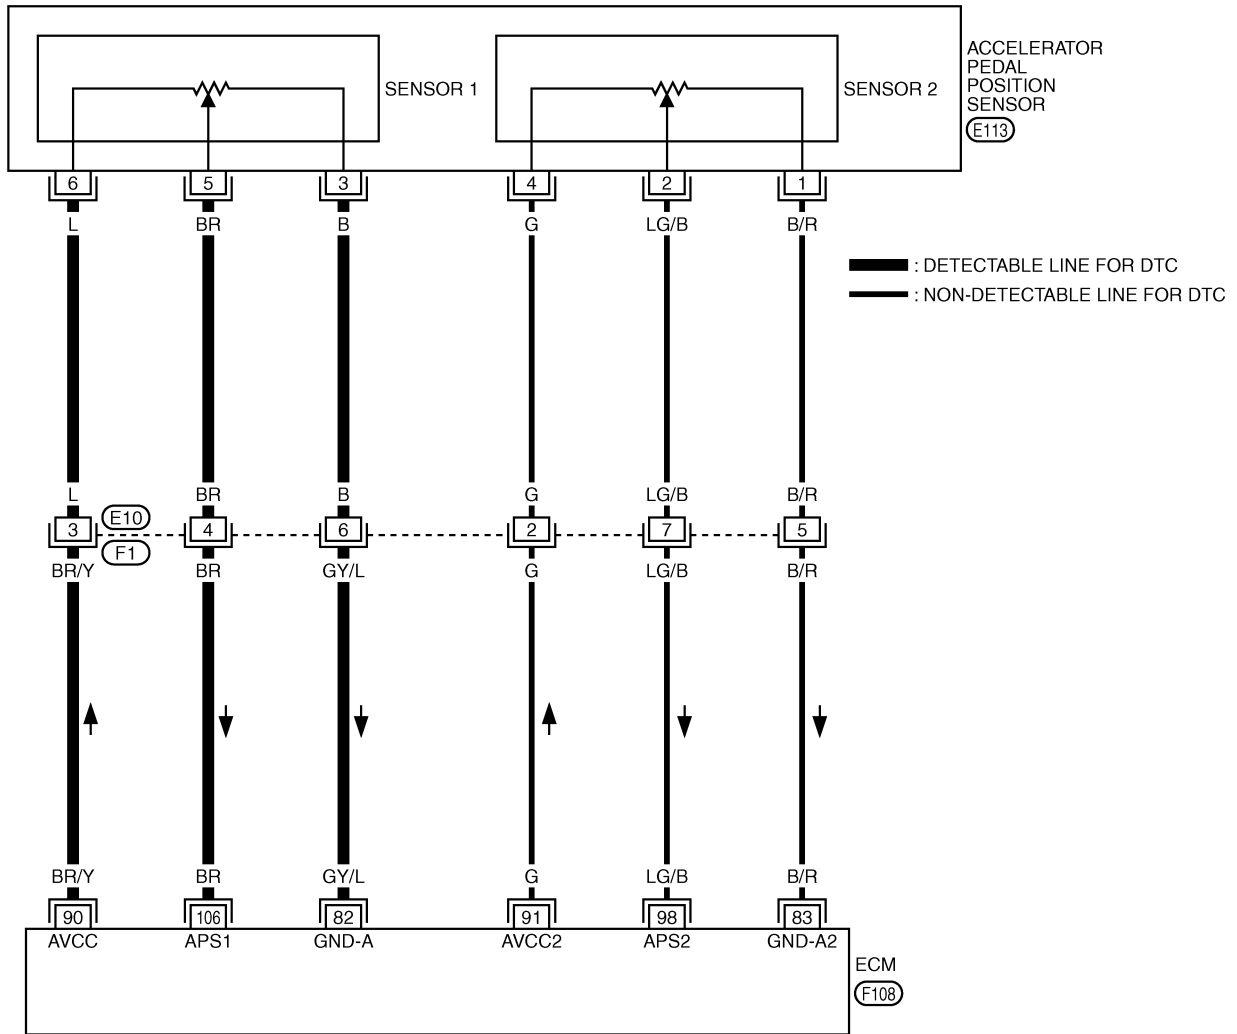 ACCELERATOR
PEDAL
POSITION
SENSOR
E113
SENSOR 1
SENSOR 2
6 5 3 4 2 1
L BR B G LG/B B/R
: DETECTABLE LINE FOR DTC
: NON-DETECTABLE LINE FOR DTC
L BR B G LG/B B/R
E10
3 4 6 2 7 5
F1
BR/Y BR GY/L G LG/B B/R
BR/Y BR GY/L G LG/B B/R
90 106 82 91 98 83
AVCC APS1 GND-A AVCC2 APS2 GND-A2
ECM
F108